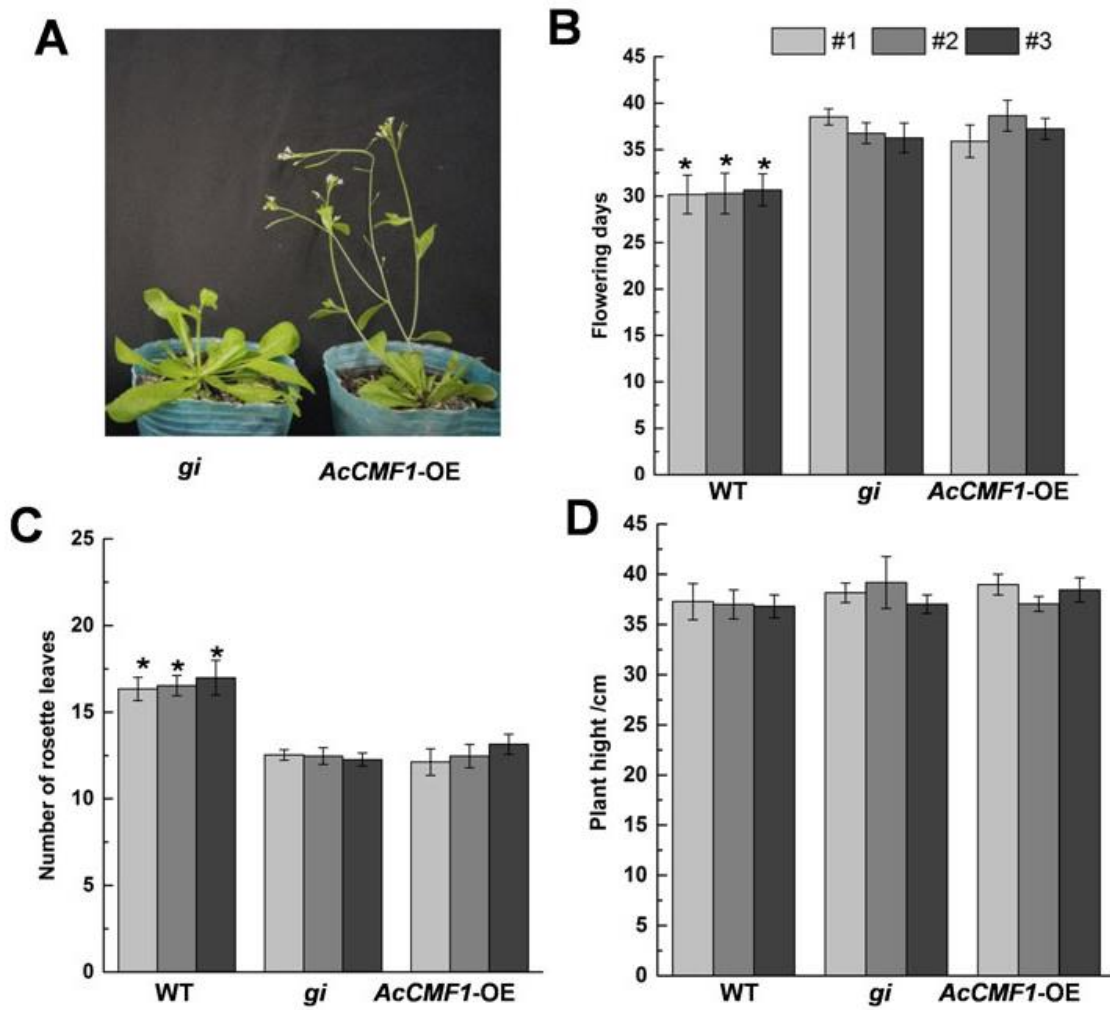 A
gi AcCMF1-OE
B
#1 #2 #3
45
40
35
30
25
20
15
10
5
0
Flowering days
* * *
WT gi AcCMF1-OE
C
25
20
15
10
5
0
Number of rosette leaves
* * *
WT gi AcCMF1-OE
D
45
40
35
30
25
20
15
10
5
0
Plant hight /cm
WT gi AcCMF1-OE